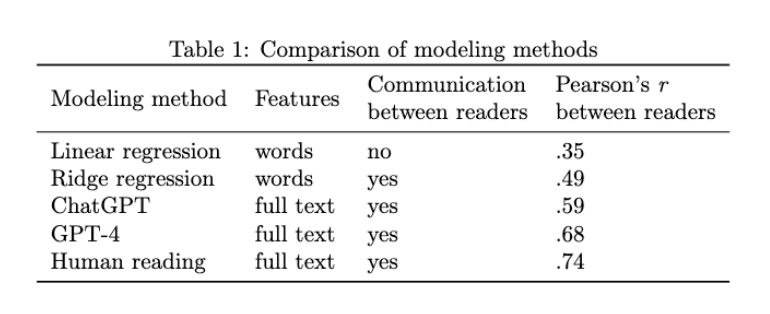 Table 1: Comparison of modeling methods
Modeling method Features Communication between readers Pearson's r between readers
Linear regression words no .35
Ridge regression words yes .49
ChatGPT full text yes .59
GPT-4 full text yes .68
Human reading full text yes .74